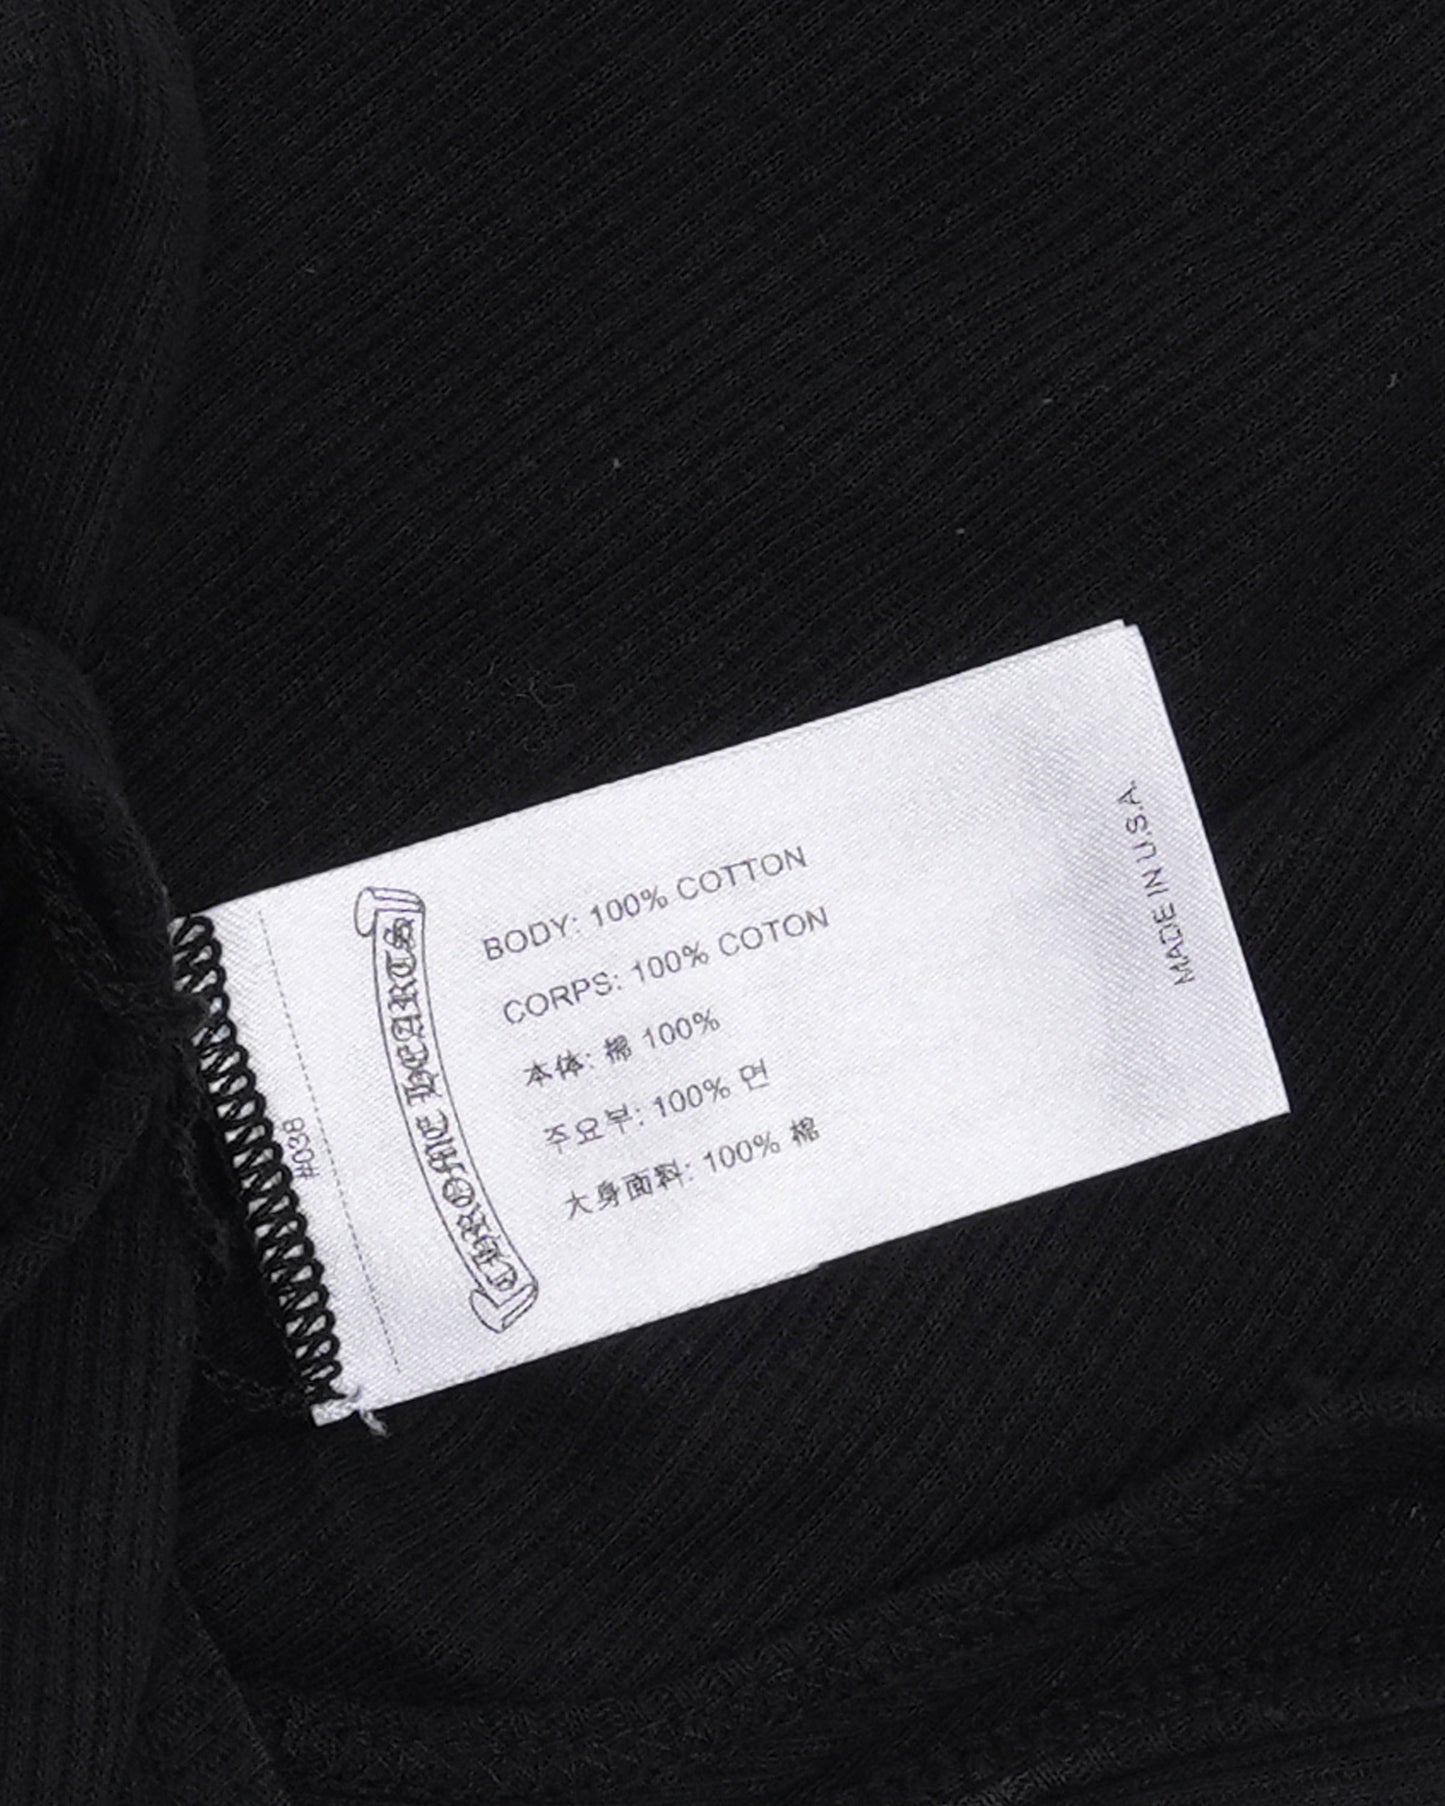 #038
CHROME HEARTS
BODY: 100% COTTON
CORPS: 100% COTON
本体: 棉 100%
주요부: 100% 면
大身面料: 100% 棉
MADE IN U.S.A.